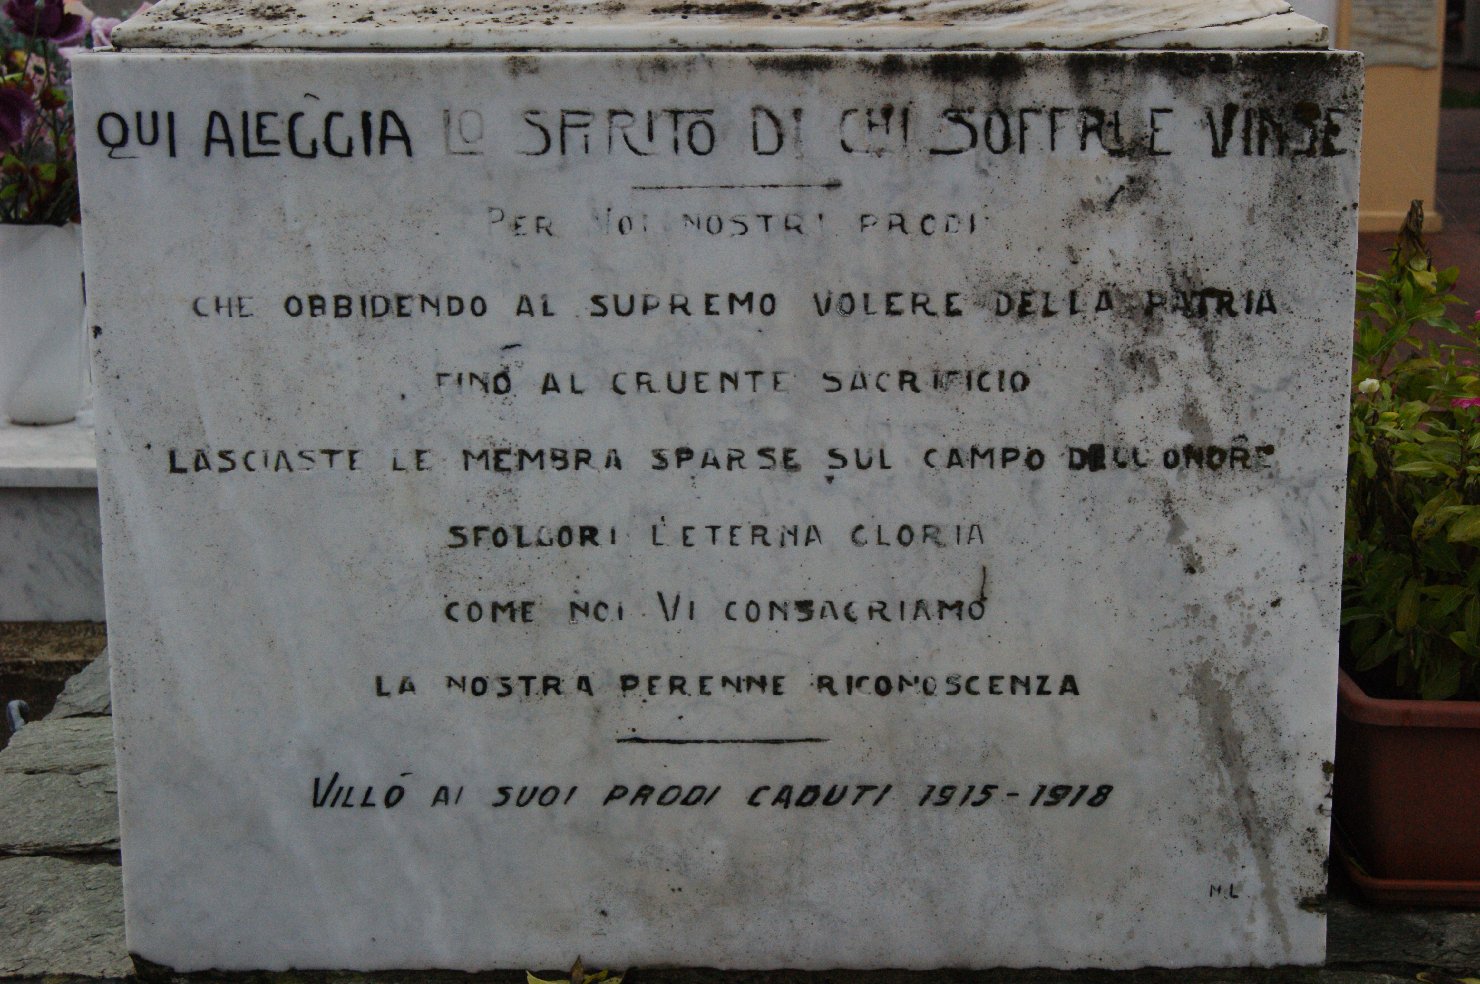 QUI ALEGGIA LO SPIRITO DI CHI SOFFRÌ E VINSE
PER VOI NOSTRI PRODI
CHE OBBIDENDO AL SUPREMO VOLERE DELLA PATRIA
FINO AL CRUENTE SACRIFICIO
LASCIASTE LE MEMBRA SPARSE SUL CAMPO DELL'ONORE
SFOLGORI L'ETERNA GLORIA
COME NOI VI CONSACRIAMO
LA NOSTRA PERENNE RICONOSCENZA
VILLÒ AI SUOI PRODI CADUTI 1915-1918
M.L